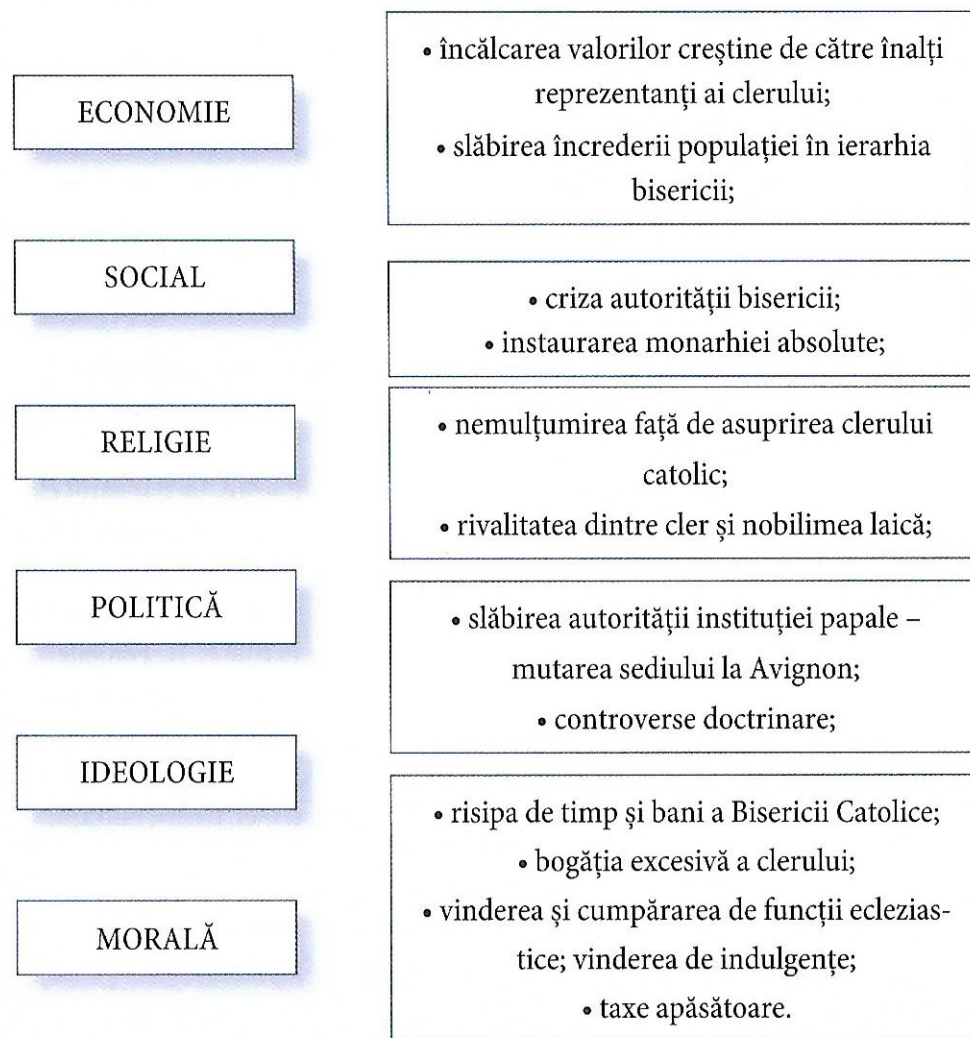 ECONOMIE
SOCIAL
RELIGIE
POLITICĂ
IDEOLOGIE
MORALĂ
• încălcarea valorilor creștine de către înalți
reprezentanți ai clerului;
• slăbirea încrederii populației în ierarhia
bisericii;
• criza autorității bisericii;
• instaurarea monarhiei absolute;
• nemulțumirea față de asuprirea clerului
catolic;
• rivalitatea dintre cler și nobilimea laică;
• slăbirea autorității instituției papale –
mutarea sediului la Avignon;
• controverse doctrinare;
• risipa de timp și bani a Bisericii Catolice;
• bogăția excesivă a clerului;
• vinderea și cumpărarea de funcții eclezias-
tice; vinderea de indulgențe;
• taxe apăsătoare.